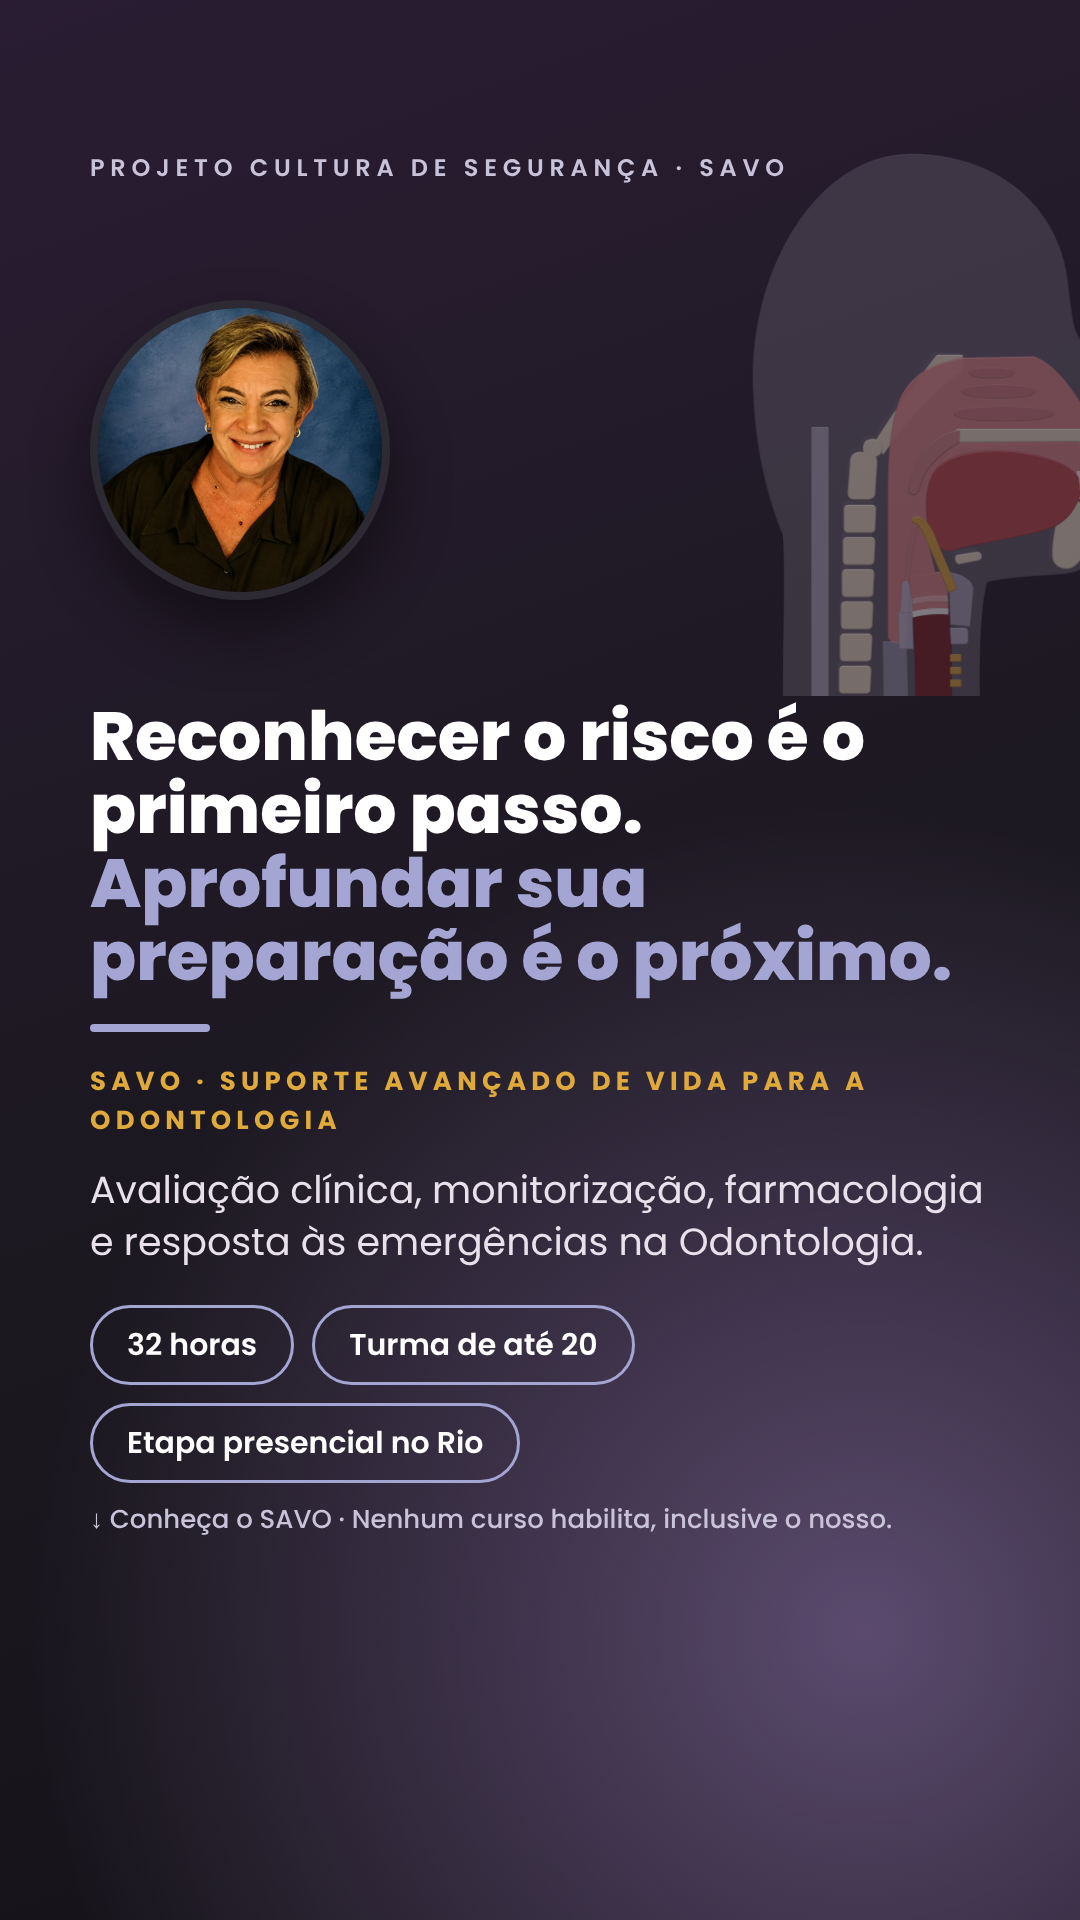 PROJETO CULTURA DE SEGURANÇA · SAVO
Reconhecer o risco é o
primeiro passo.
Aprofundar sua
preparação é o próximo.
SAVO · SUPORTE AVANÇADO DE VIDA PARA A
ODONTOLOGIA
Avaliação clínica, monitorização, farmacologia
e resposta às emergências na Odontologia.
32 horas
Turma de até 20
Etapa presencial no Rio
↓ Conheça o SAVO · Nenhum curso habilita, inclusive o nosso.